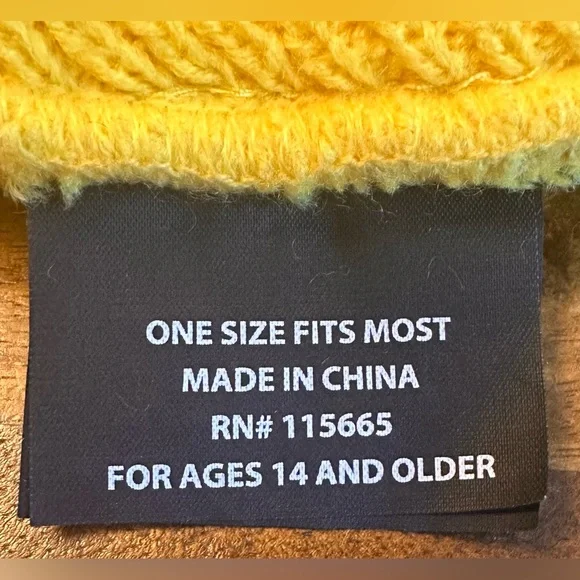 ONE SIZE FITS MOST
MADE IN CHINA
RN# 115665
FOR AGES 14 AND OLDER